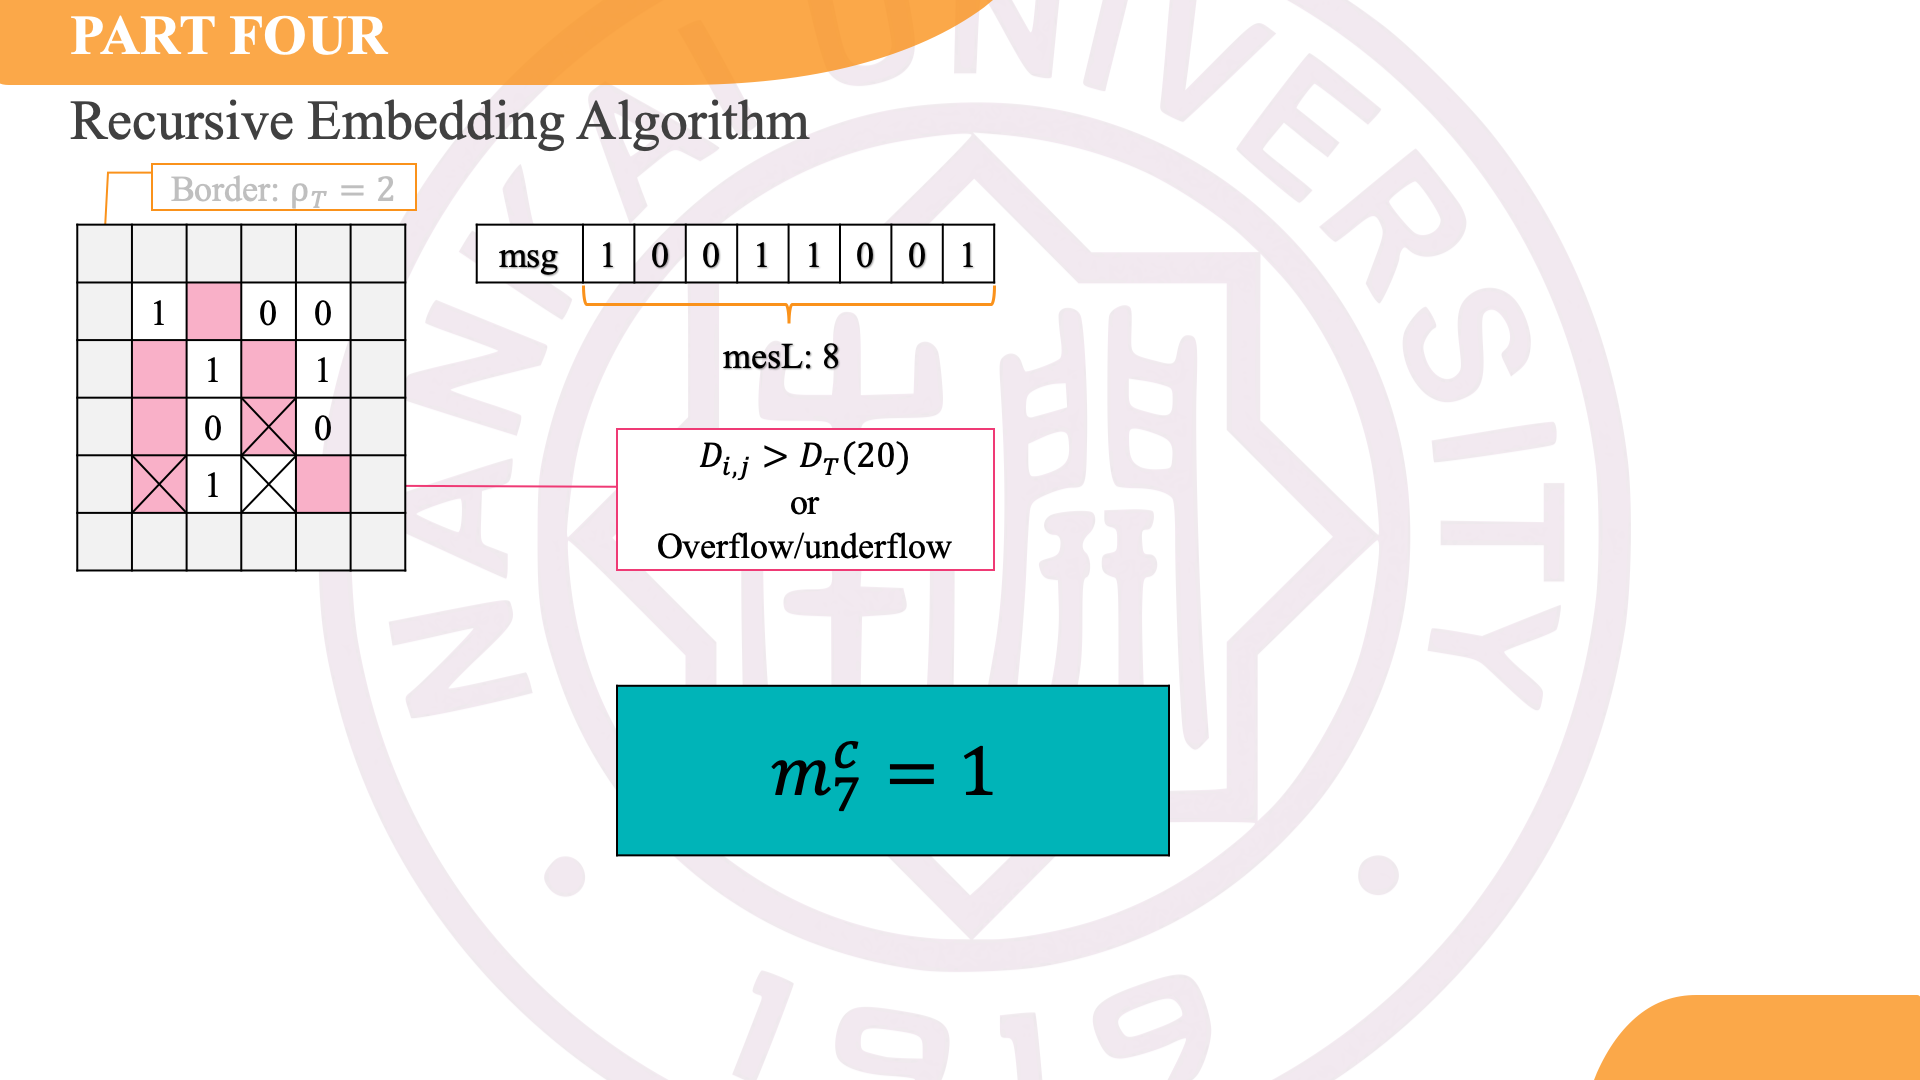 PART FOUR
Recursive Embedding Algorithm
Border: ρ_T = 2
msg 1 0 0 1 1 0 0 1
mesL: 8
1 0 0
1 1
0 0
1
D_{i,j} > D_T(20)
or
Overflow/underflow
m_7^c = 1
NANKAI UNIVERSITY
1919